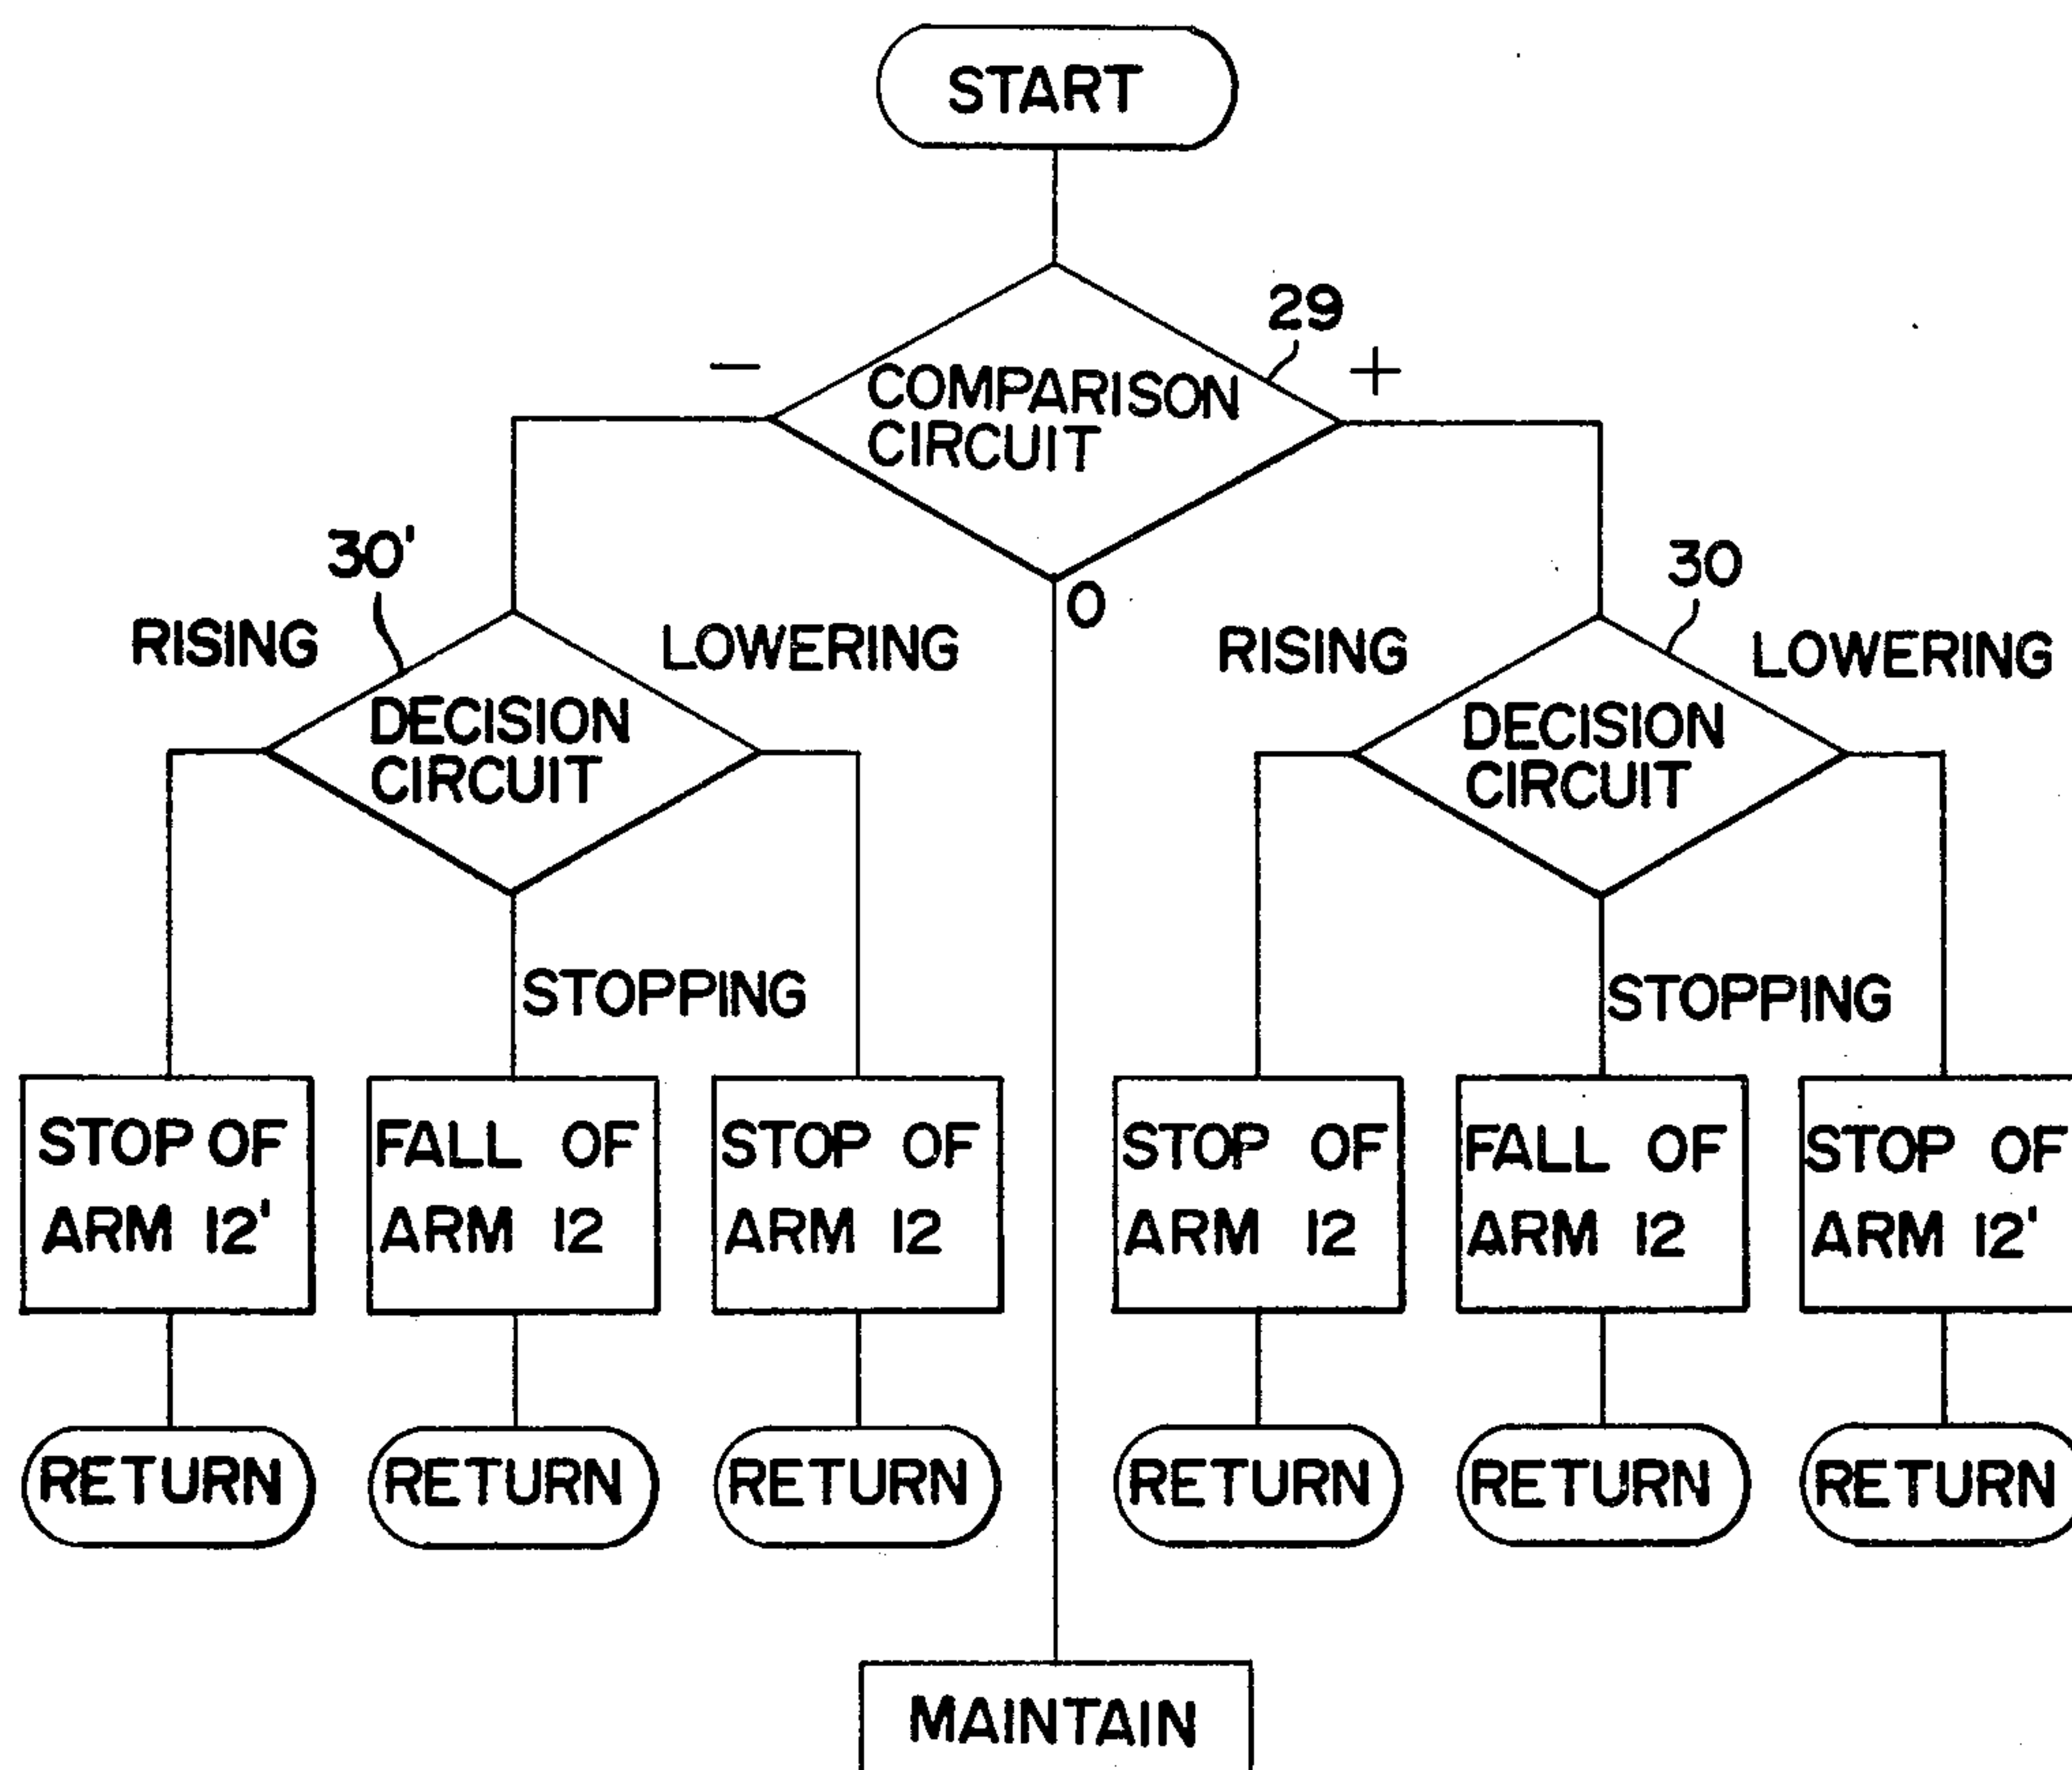 START
29
−
+
COMPARISON
CIRCUIT
30'
30
O
RISING
LOWERING
RISING
LOWERING
DECISION
CIRCUIT
DECISION
CIRCUIT
STOPPING
STOPPING
STOP OF
ARM 12'
FALL OF
ARM 12
STOP OF
ARM 12
STOP OF
ARM 12
FALL OF
ARM 12
STOP OF
ARM 12'
RETURN
RETURN
RETURN
RETURN
RETURN
RETURN
MAINTAIN